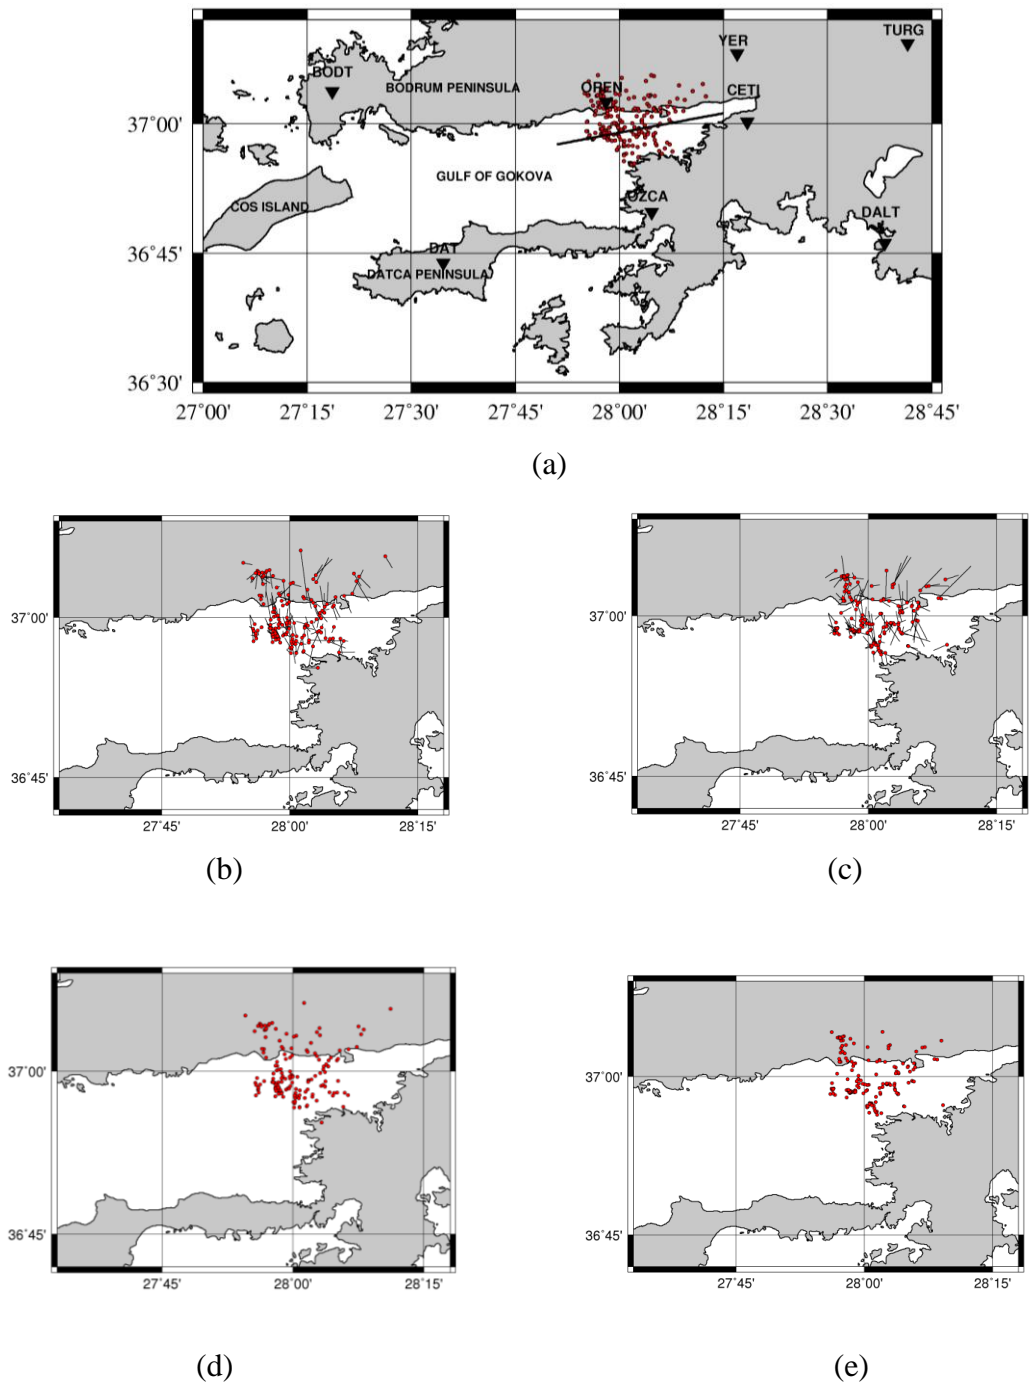 YER
TURG
BODT
BODRUM PENINSULA
OREN
CETI
37°00'
GULF OF GOKOVA
COS ISLAND
OZCA
DALT
36°45'
DAT
DATCA PENINSULA
36°30'
27°00' 27°15' 27°30' 27°45' 28°00' 28°15' 28°30' 28°45'
(a)
37°00'
36°45'
27°45' 28°00' 28°15'
(b)
37°00'
36°45'
27°45' 28°00' 28°15'
(c)
37°00'
36°45'
27°45' 28°00' 28°15'
(d)
37°00'
36°45'
27°45' 28°00' 28°15'
(e)